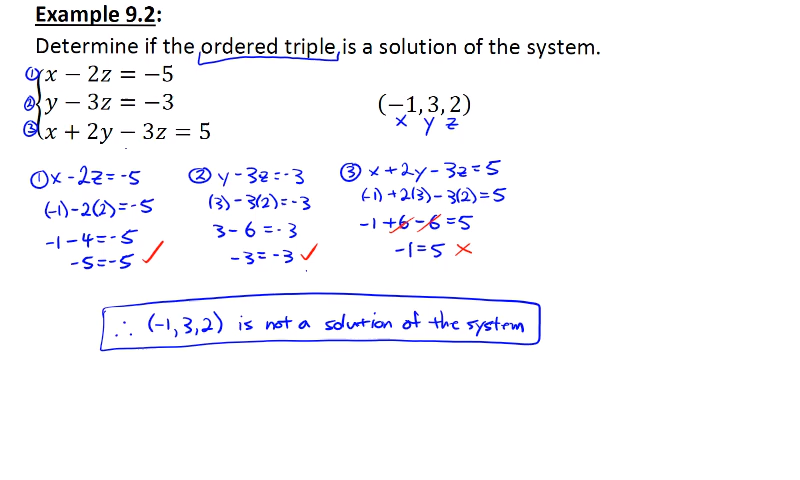 Example 9.2:
Determine if the ordered triple is a solution of the system.
① x − 2z = −5
② y − 3z = −3
③ x + 2y − 3z = 5
(−1, 3, 2)
x y z
① x - 2z = -5
(-1) - 2(2) = -5
-1 - 4 = -5
-5 = -5 ✓
② y - 3z = -3
(3) - 3(2) = -3
3 - 6 = -3
-3 = -3 ✓
③ x + 2y - 3z = 5
(-1) + 2(3) - 3(2) = 5
-1 + 6 - 6 = 5
-1 = 5 ×
∴ (-1, 3, 2) is not a solution of the system